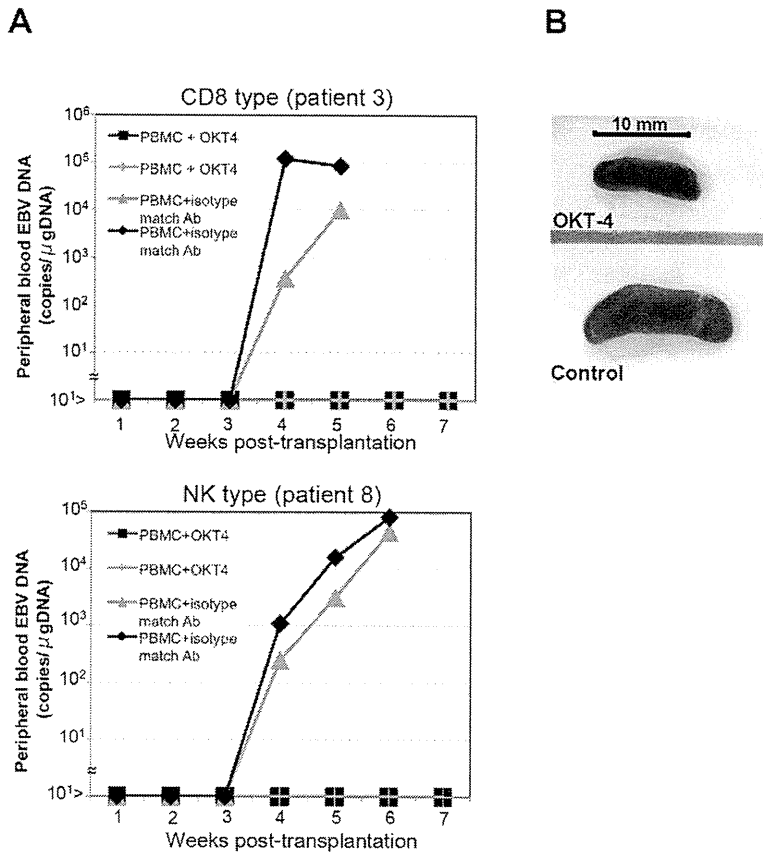 A
CD8 type (patient 3)
Peripheral blood EBV DNA
(copies/μgDNA)
10⁶
10⁵
10⁴
10³
10²
10¹
≈
10¹>
PBMC + OKT4
PBMC + OKT4
PBMC+isotype
match Ab
PBMC+isotype
match Ab
1 2 3 4 5 6 7
Weeks post-transplantation
NK type (patient 8)
Peripheral blood EBV DNA
(copies/μgDNA)
10⁵
10⁴
10³
10²
10¹
≈
10¹>
PBMC+OKT4
PBMC+OKT4
PBMC+isotype
match Ab
PBMC+isotype
match Ab
1 2 3 4 5 6 7
Weeks post-transplantation
B
10 mm
OKT-4
Control